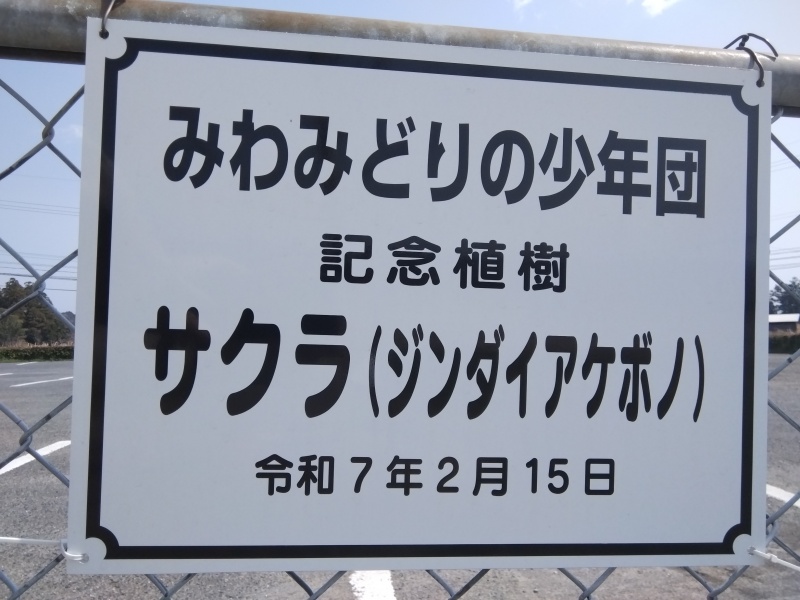 みわみどりの少年団
記念植樹
サクラ(ジンダイアケボノ)
令和7年2月15日